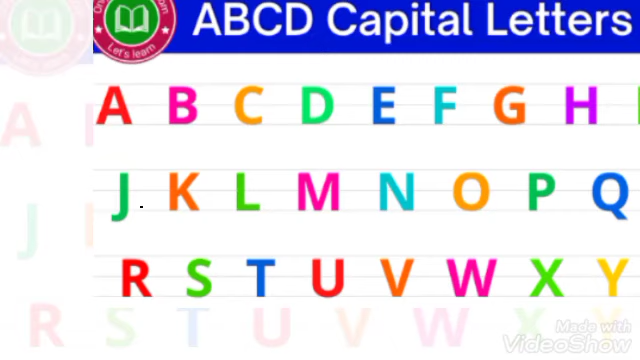 ABCD Capital Letters
Let's learn
A B C D E F G H
J K L M N O P Q
R S T U V W X Y
Made with
VideoShow